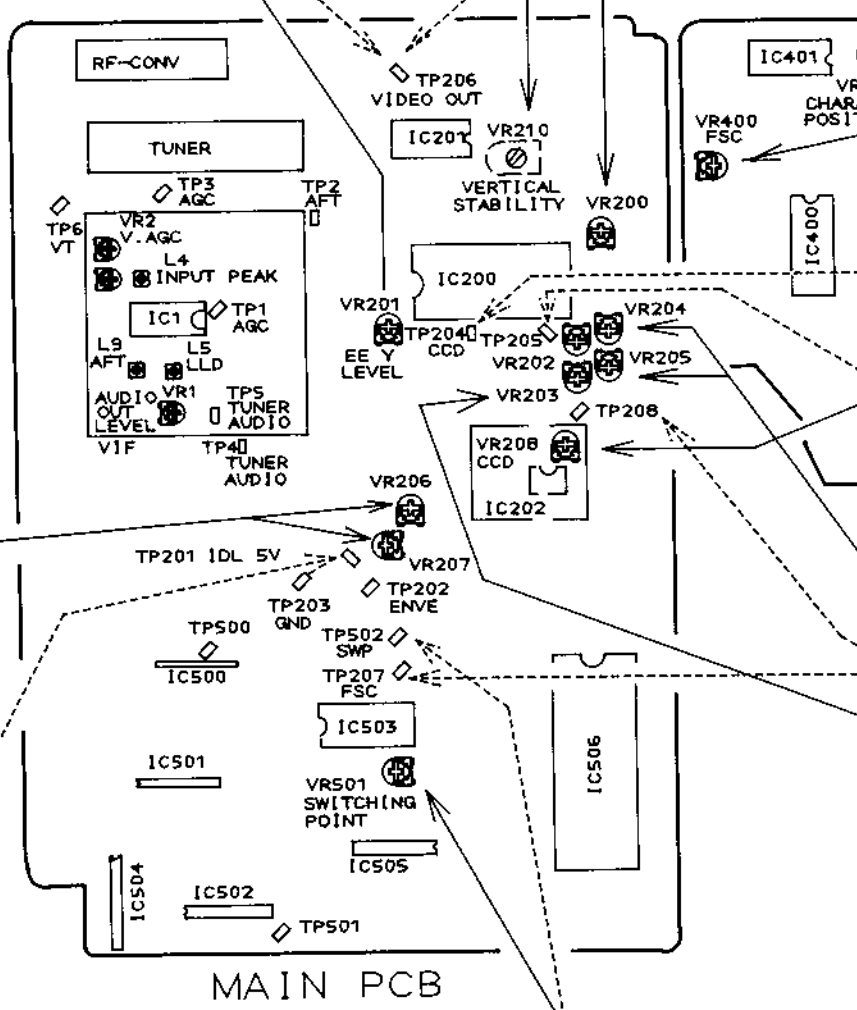 RF-CONV
IC401
TP206
VIDEO OUT
VR
CHARA
POSIT
VR400
FSC
IC201
VR210
VERTICAL
STABILITY
TUNER
TP3
AGC
TP2
AFT
VR200
TP6
VT
VR2
V.AGC
L4
INPUT PEAK
IC400
IC200
IC1
TP1
AGC
VR201
EE Y
LEVEL
TP204
CCD
TP205
VR204
VR202
VR205
VR203
TP208
L9
AFT
L5
LLD
AUDIO
OUT
LEVEL
VR1
TP5
TUNER
AUDIO
VIF
TP4
TUNER
AUDIO
VR208
CCD
IC202
VR206
VR207
TP201 IDL 5V
TP202
ENVE
TP203
GND
TP500
TP502
SWP
IC500
TP207
FSC
IC503
IC501
VR501
SWITCHING
POINT
IC506
IC505
IC504
IC502
TP501
MAIN PCB